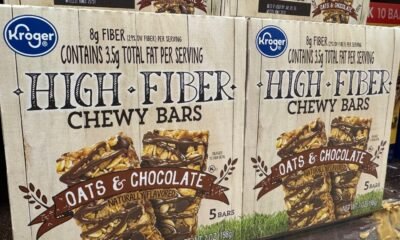 K 10 BAR
Kroger
8g FIBER
CONTAINS 3.5g TOTAL FAT PER SERVING
HIGH·FIBER
CHEWY BARS
OATS & CHOCOLATE
NATURALLY FLAVORED
5 BARS
Kroger
8g FIBER
CONTAINS 3.5g TOTAL FAT PER SERVING
HIGH·FIBER
CHEWY BARS
OATS & CHOCOLATE
5 BARS